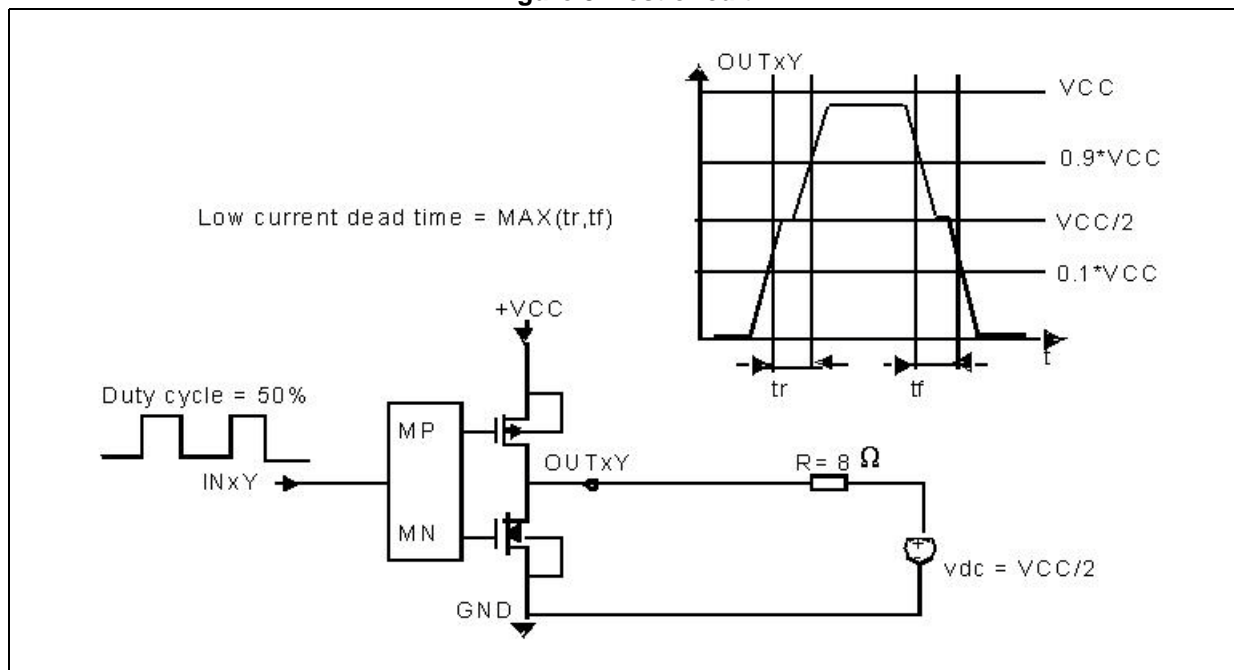 OUTxY
VCC
0.9*VCC
Low current dead time = MAX(tr,tf)
VCC/2
0.1*VCC
+VCC
t
tr
tf
Duty cycle = 50%
MP
OUTxY
R= 8 Ω
INxY
MN
vdc = VCC/2
GND